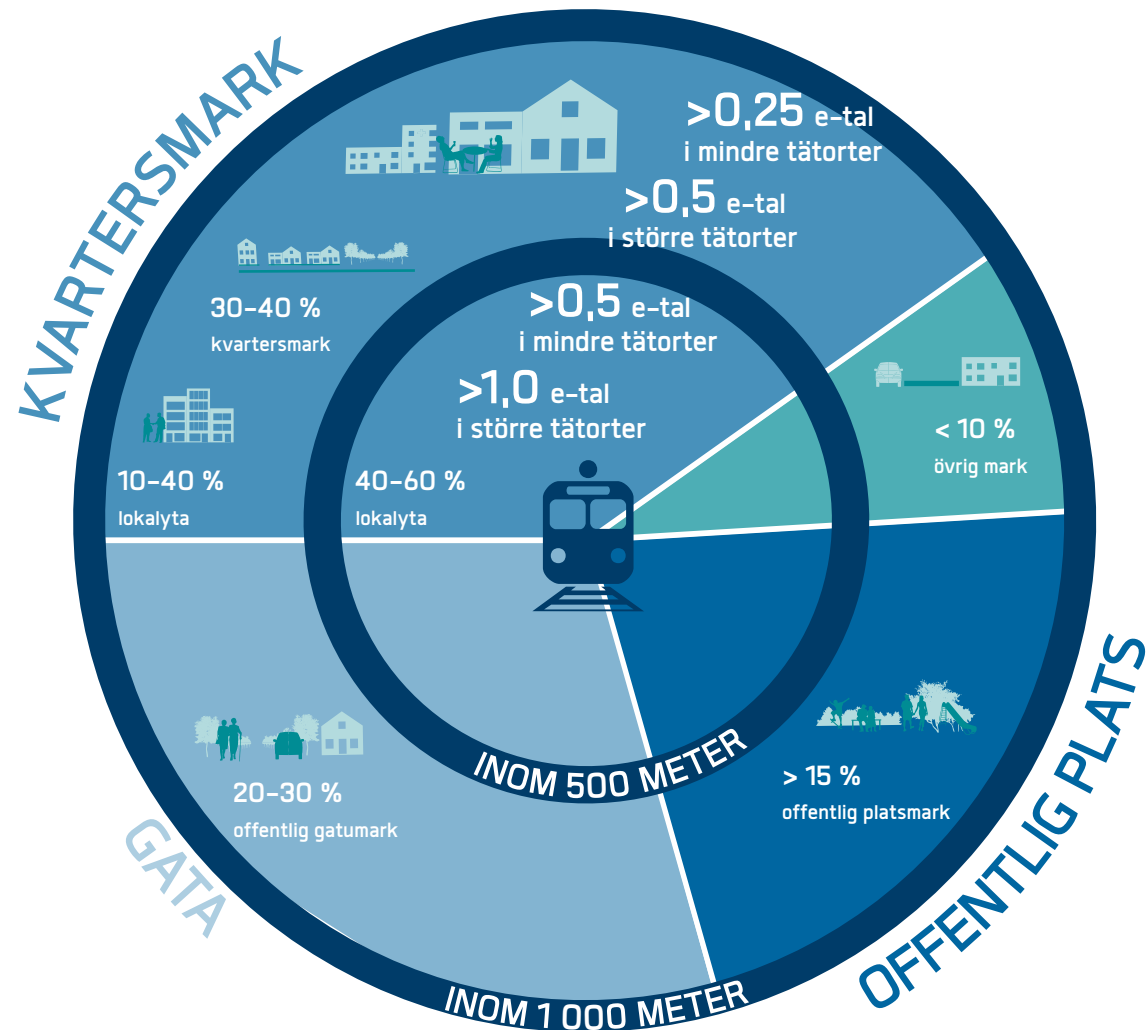 KVARTERSMARK
>0,25 e-tal
i mindre tätorter
>0,5 e-tal
i större tätorter
30–40 %
kvartersmark
>0,5 e-tal
i mindre tätorter
>1,0 e-tal
i större tätorter
10–40 %
lokalyta
40–60 %
lokalyta
< 10 %
övrig mark
20–30 %
offentlig gatumark
> 15 %
offentlig platsmark
INOM 500 METER
GATA
OFFENTLIG PLATS
INOM 1 000 METER